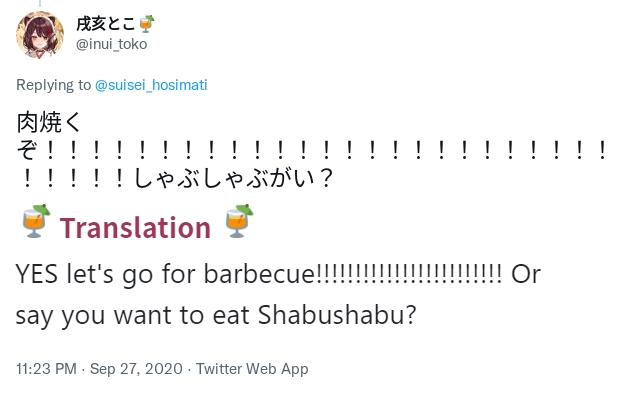 戌亥とこ🍹
@inui_toko
Replying to @suisei_hosimati
肉焼く
ぞ！！！！！！！！！！！！！！！！！！！！！！！！！
！！！！！しゃぶしゃぶがい？
🍹 Translation 🍹
YES let's go for barbecue!!!!!!!!!!!!!!!!!!!!!!!! Or
say you want to eat Shabushabu?
11:23 PM · Sep 27, 2020 · Twitter Web App